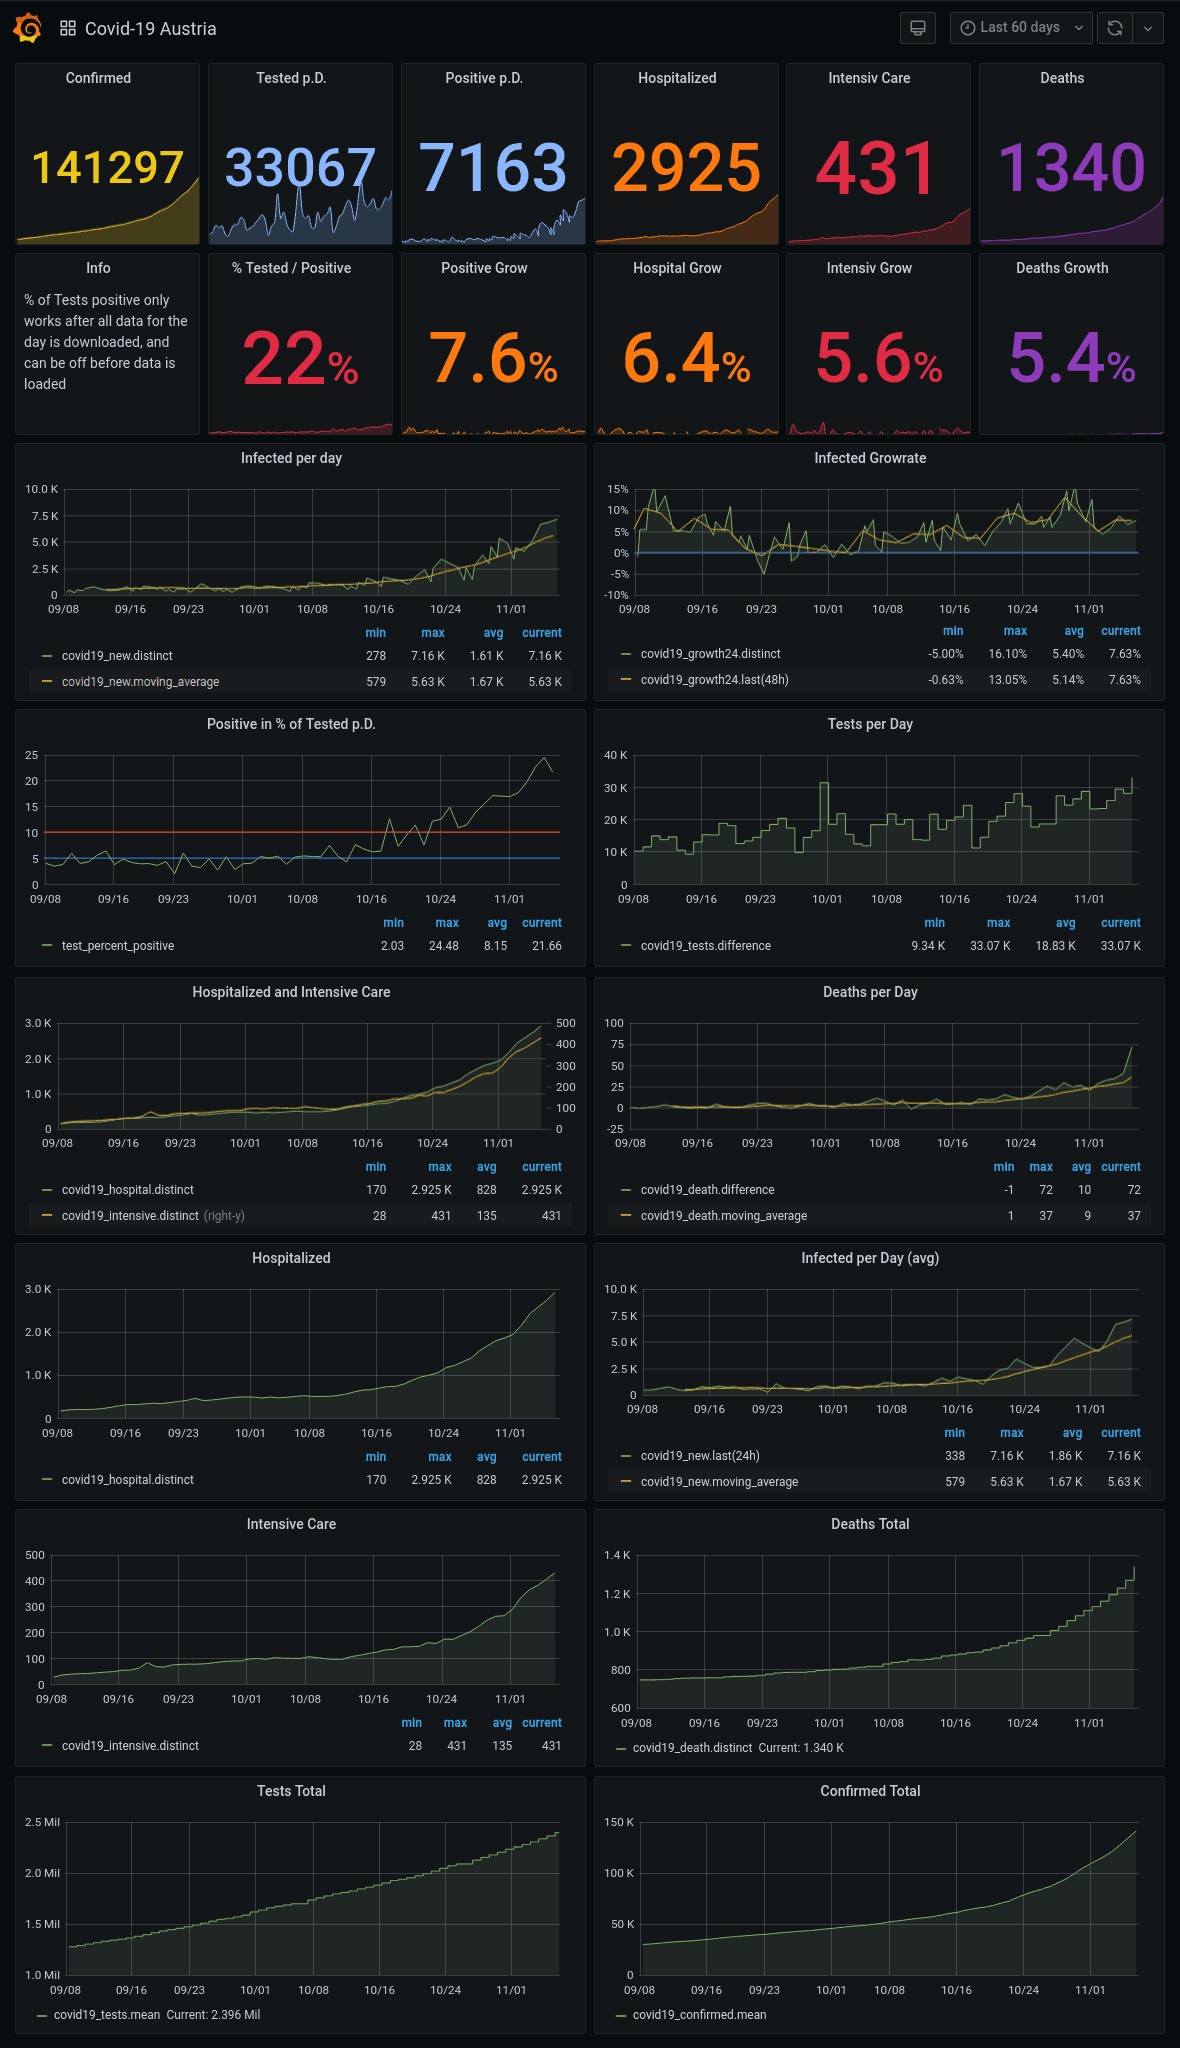 Covid-19 Austria
Last 60 days
Confirmed
141297
Tested p.D.
33067
Positive p.D.
7163
Hospitalized
2925
Intensiv Care
431
Deaths
1340
Info
% of Tests positive only
works after all data for the
day is downloaded, and
can be off before data is
loaded
% Tested / Positive
22%
Positive Grow
7.6%
Hospital Grow
6.4%
Intensiv Grow
5.6%
Deaths Growth
5.4%
Infected per day
10.0 K
7.5 K
5.0 K
2.5 K
0
09/08 09/16 09/23 10/01 10/08 10/16 10/24 11/01
min max avg current
covid19_new.distinct 278 7.16 K 1.61 K 7.16 K
covid19_new.moving_average 579 5.63 K 1.67 K 5.63 K
Infected Growrate
15%
10%
5%
0%
-5%
-10%
09/08 09/16 09/23 10/01 10/08 10/16 10/24 11/01
min max avg current
covid19_growth24.distinct -5.00% 16.10% 5.40% 7.63%
covid19_growth24.last(48h) -0.63% 13.05% 5.14% 7.63%
Positive in % of Tested p.D.
25
20
15
10
5
0
09/08 09/16 09/23 10/01 10/08 10/16 10/24 11/01
min max avg current
test_percent_positive 2.03 24.48 8.15 21.66
Tests per Day
40 K
30 K
20 K
10 K
0
09/08 09/16 09/23 10/01 10/08 10/16 10/24 11/01
min max avg current
covid19_tests.difference 9.34 K 33.07 K 18.83 K 33.07 K
Hospitalized and Intensive Care
3.0 K 500
400
2.0 K 300
200
1.0 K 100
0 0
09/08 09/16 09/23 10/01 10/08 10/16 10/24 11/01
min max avg current
covid19_hospital.distinct 170 2.925 K 828 2.925 K
covid19_intensive.distinct (right-y) 28 431 135 431
Deaths per Day
100
75
50
25
0
-25
09/08 09/16 09/23 10/01 10/08 10/16 10/24 11/01
min max avg current
covid19_death.difference -1 72 10 72
covid19_death.moving_average 1 37 9 37
Hospitalized
3.0 K
2.0 K
1.0 K
0
09/08 09/16 09/23 10/01 10/08 10/16 10/24 11/01
min max avg current
covid19_hospital.distinct 170 2.925 K 828 2.925 K
Infected per Day (avg)
10.0 K
7.5 K
5.0 K
2.5 K
0
09/08 09/16 09/23 10/01 10/08 10/16 10/24 11/01
min max avg current
covid19_new.last(24h) 338 7.16 K 1.86 K 7.16 K
covid19_new.moving_average 579 5.63 K 1.67 K 5.63 K
Intensive Care
500
400
300
200
100
0
09/08 09/16 09/23 10/01 10/08 10/16 10/24 11/01
min max avg current
covid19_intensive.distinct 28 431 135 431
Deaths Total
1.4 K
1.2 K
1.0 K
800
600
09/08 09/16 09/23 10/01 10/08 10/16 10/24 11/01
covid19_death.distinct Current: 1.340 K
Tests Total
2.5 Mil
2.0 Mil
1.5 Mil
1.0 Mil
09/08 09/16 09/23 10/01 10/08 10/16 10/24 11/01
covid19_tests.mean Current: 2.396 Mil
Confirmed Total
150 K
100 K
50 K
0
09/08 09/16 09/23 10/01 10/08 10/16 10/24 11/01
covid19_confirmed.mean